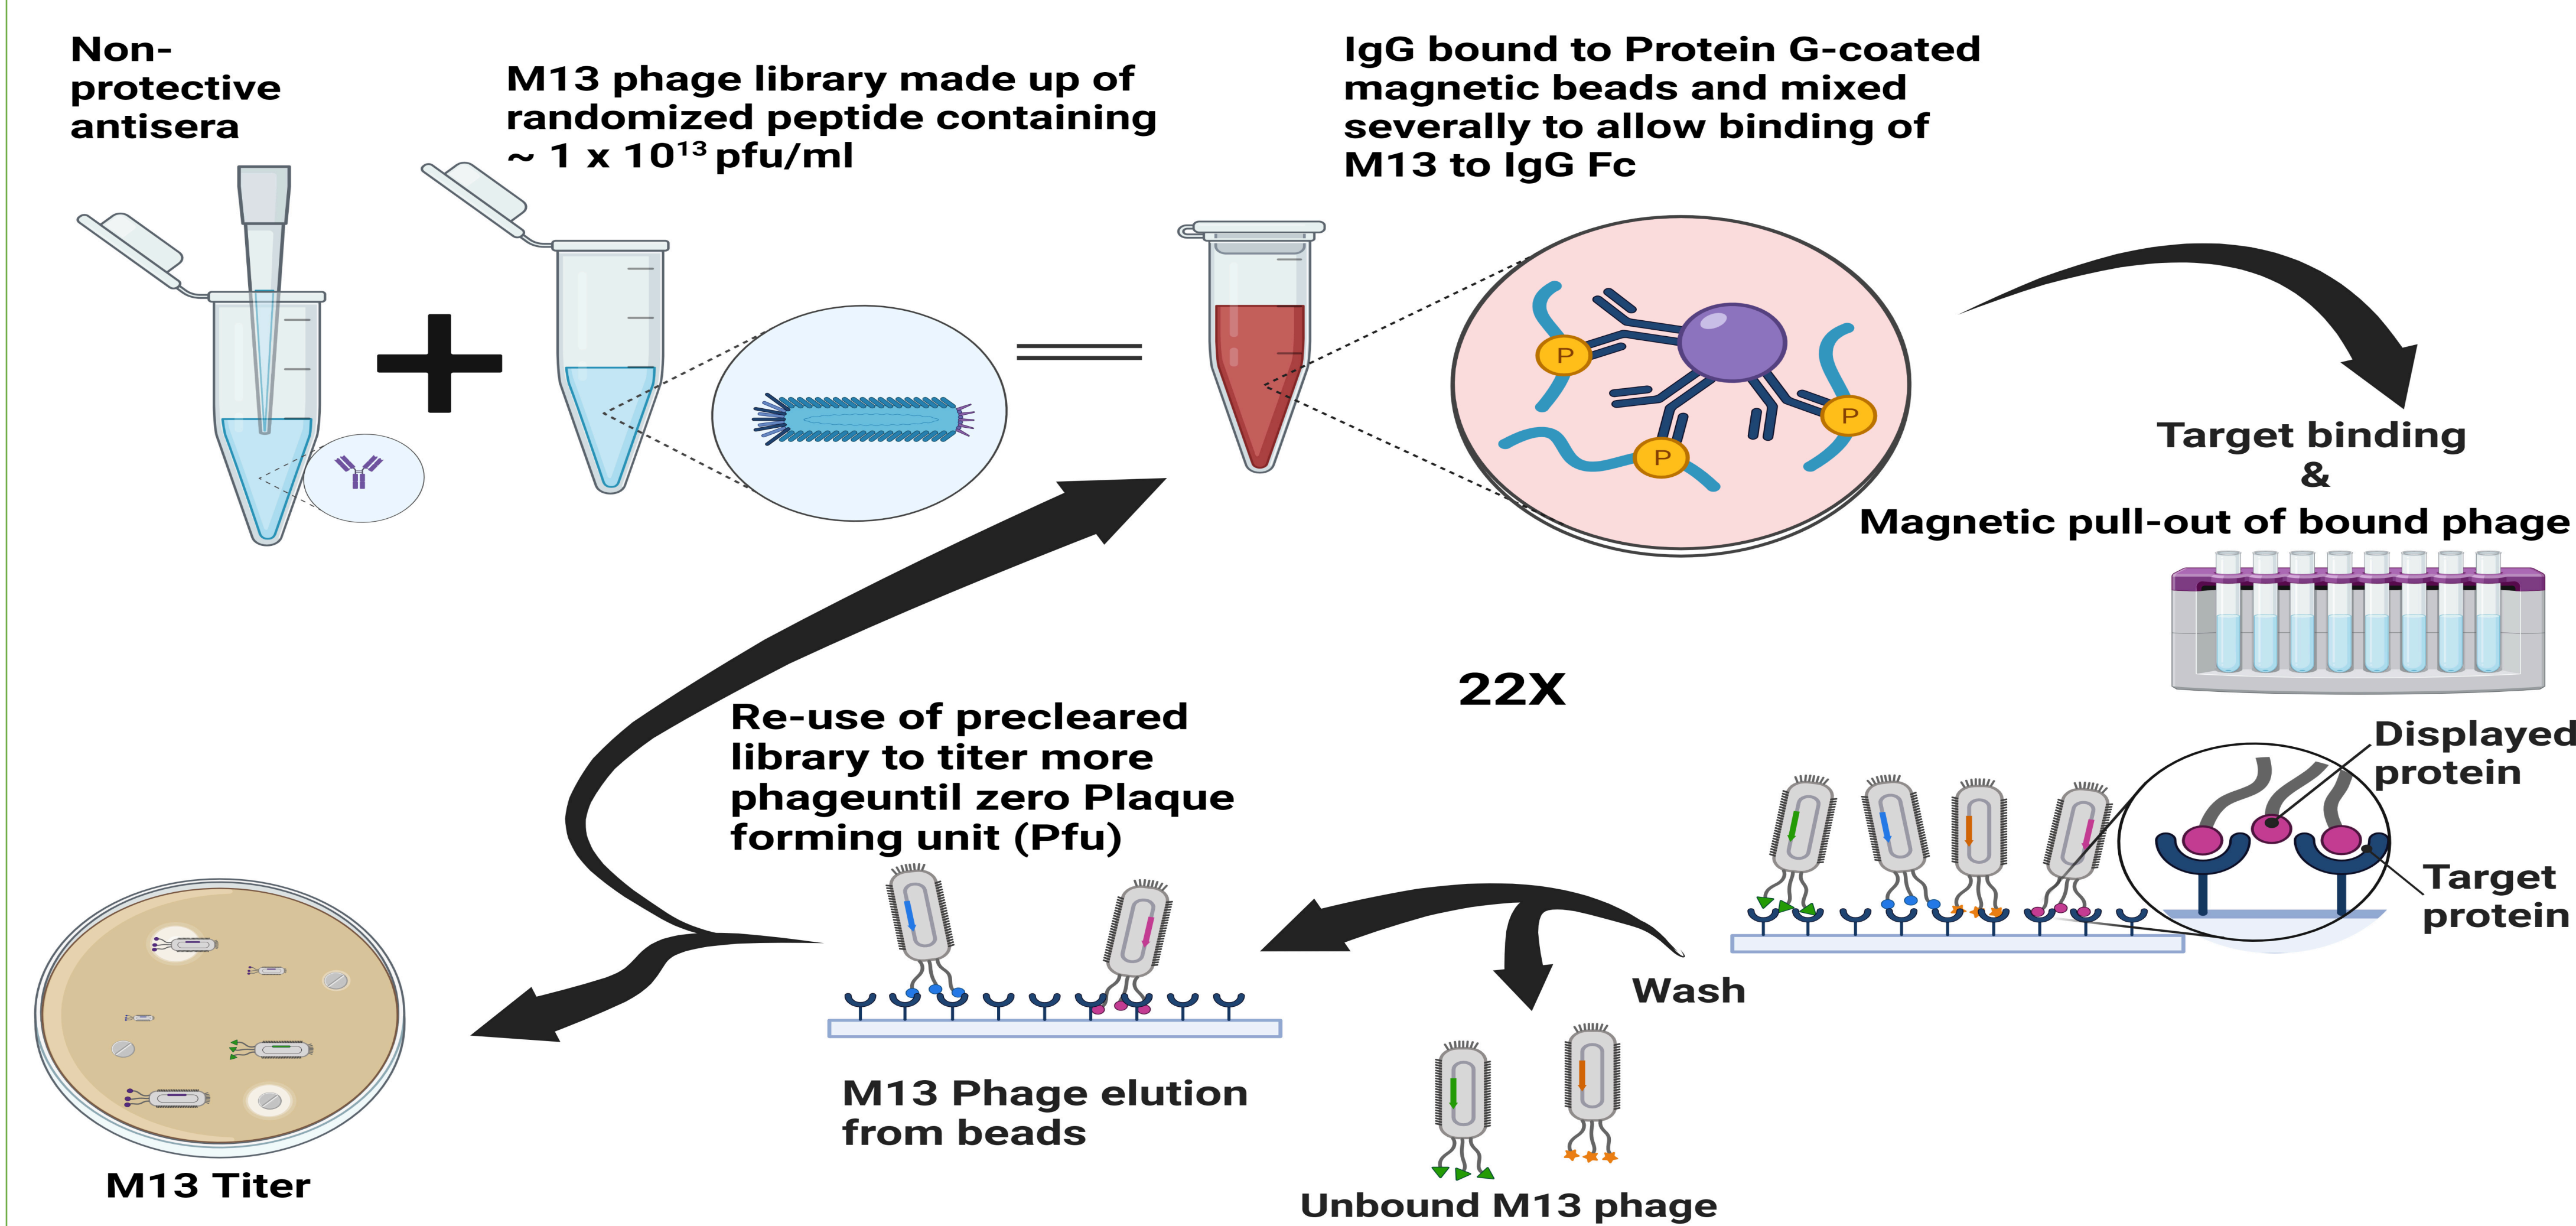 Non-
protective
antisera
M13 phage library made up of
randomized peptide containing
~ 1 x 10¹³ pfu/ml
IgG bound to Protein G-coated
magnetic beads and mixed
severally to allow binding of
M13 to IgG Fc
P
P
P
Target binding
&
Magnetic pull-out of bound phage
22X
Re-use of precleared
library to titer more
phageuntil zero Plaque
forming unit (Pfu)
Displayed
protein
Target
protein
Wash
M13 Phage elution
from beads
Unbound M13 phage
M13 Titer